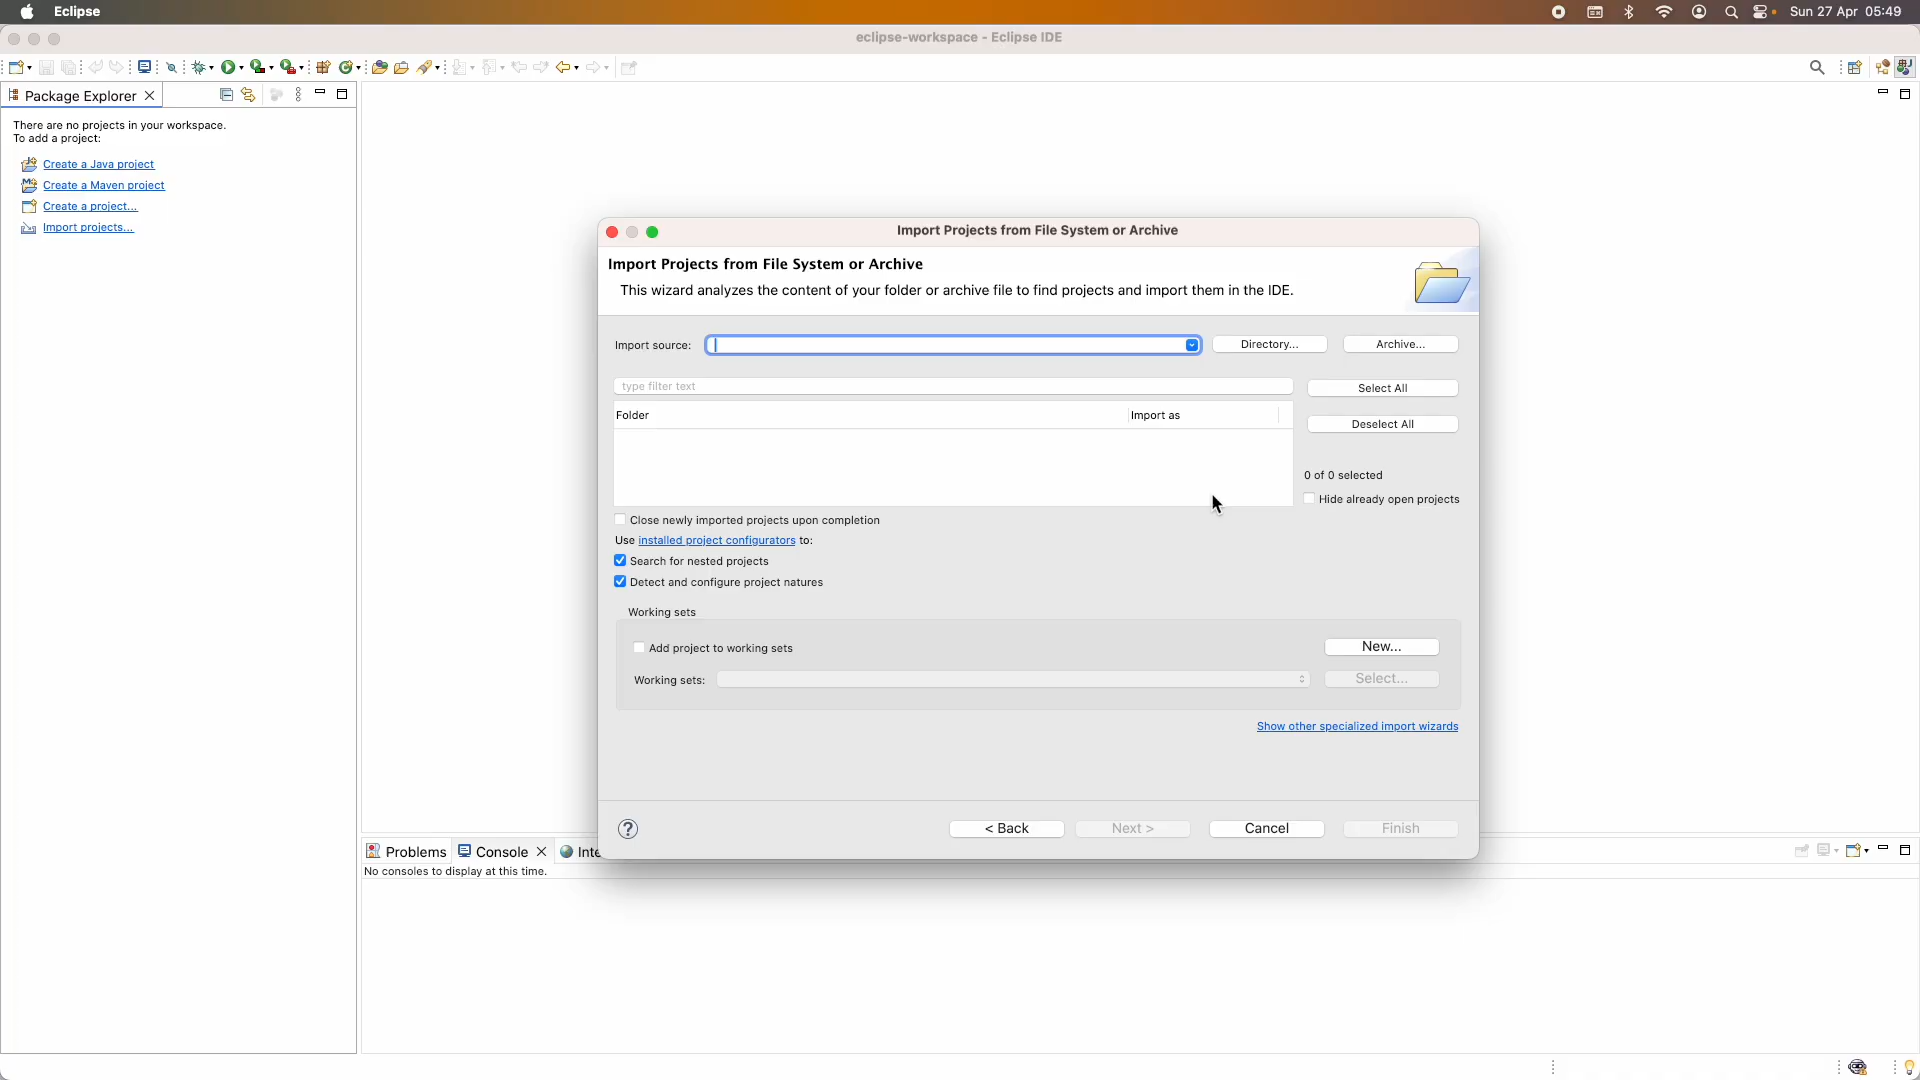 Eclipse
Sun 27 Apr 05:49
eclipse-workspace - Eclipse IDE
Package Explorer
There are no projects in your workspace.
To add a project:
Create a Java project
Create a Maven project
Create a project...
Import projects...
Import Projects from File System or Archive
Import Projects from File System or Archive
This wizard analyzes the content of your folder or archive file to find projects and import them in the IDE.
Import source:
Directory...
Archive...
type filter text
Select All
Folder
Import as
Deselect All
0 of 0 selected
Hide already open projects
Close newly imported projects upon completion
Use installed project configurators to:
Search for nested projects
Detect and configure project natures
Working sets
Add project to working sets
New...
Working sets:
Select...
Show other specialized import wizards
?
< Back
Next >
Cancel
Finish
Problems
Console
Inte
No consoles to display at this time.